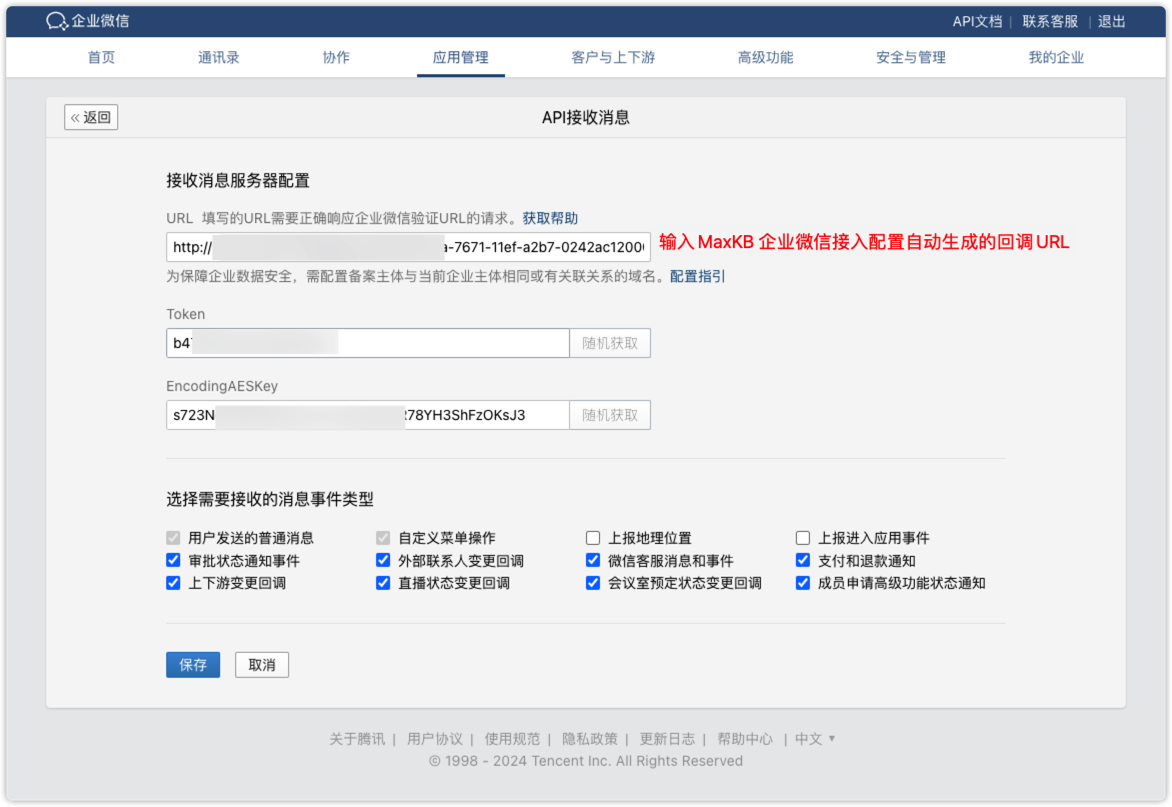 企业微信 API文档 | 联系客服 | 退出
首页 通讯录 协作 应用管理 客户与上下游 高级功能 安全与管理 我的企业
«返回 API接收消息
接收消息服务器配置
URL 填写的URL需要正确响应企业微信验证URL的请求。获取帮助
http:// -7671-11ef-a2b7-0242ac1200 输入 MaxKB 企业微信接入配置自动生成的回调 URL
为保障企业数据安全，需配置备案主体与当前企业主体相同或有关联关系的域名。配置指引
Token
b4 随机获取
EncodingAESKey
s723N 78YH3ShFzOKsJ3 随机获取
选择需要接收的消息事件类型
用户发送的普通消息 自定义菜单操作 上报地理位置 上报进入应用事件
审批状态通知事件 外部联系人变更回调 微信客服消息和事件 支付和退款通知
上下游变更回调 直播状态变更回调 会议室预定状态变更回调 成员申请高级功能状态通知
保存 取消
关于腾讯 | 用户协议 | 使用规范 | 隐私政策 | 更新日志 | 帮助中心 | 中文 ▼
© 1998 - 2024 Tencent Inc. All Rights Reserved